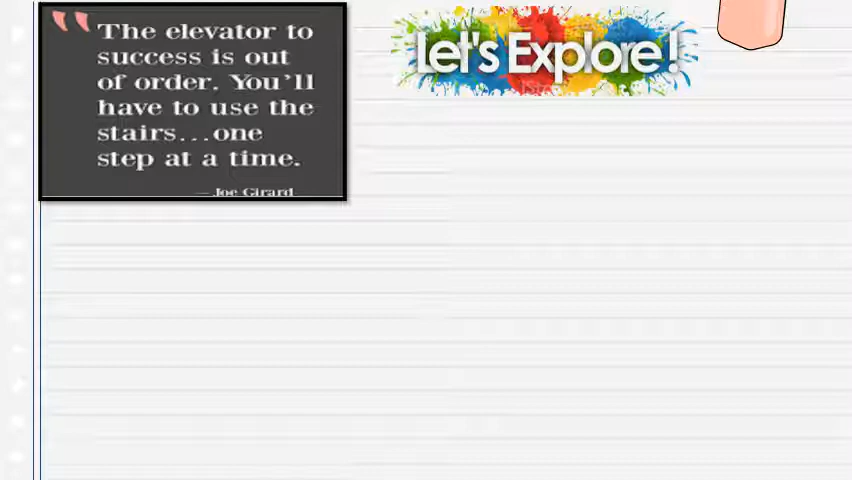 "The elevator to
success is out
of order. You'll
have to use the
stairs...one
step at a time.
— Joe Girard
Let's Explore!